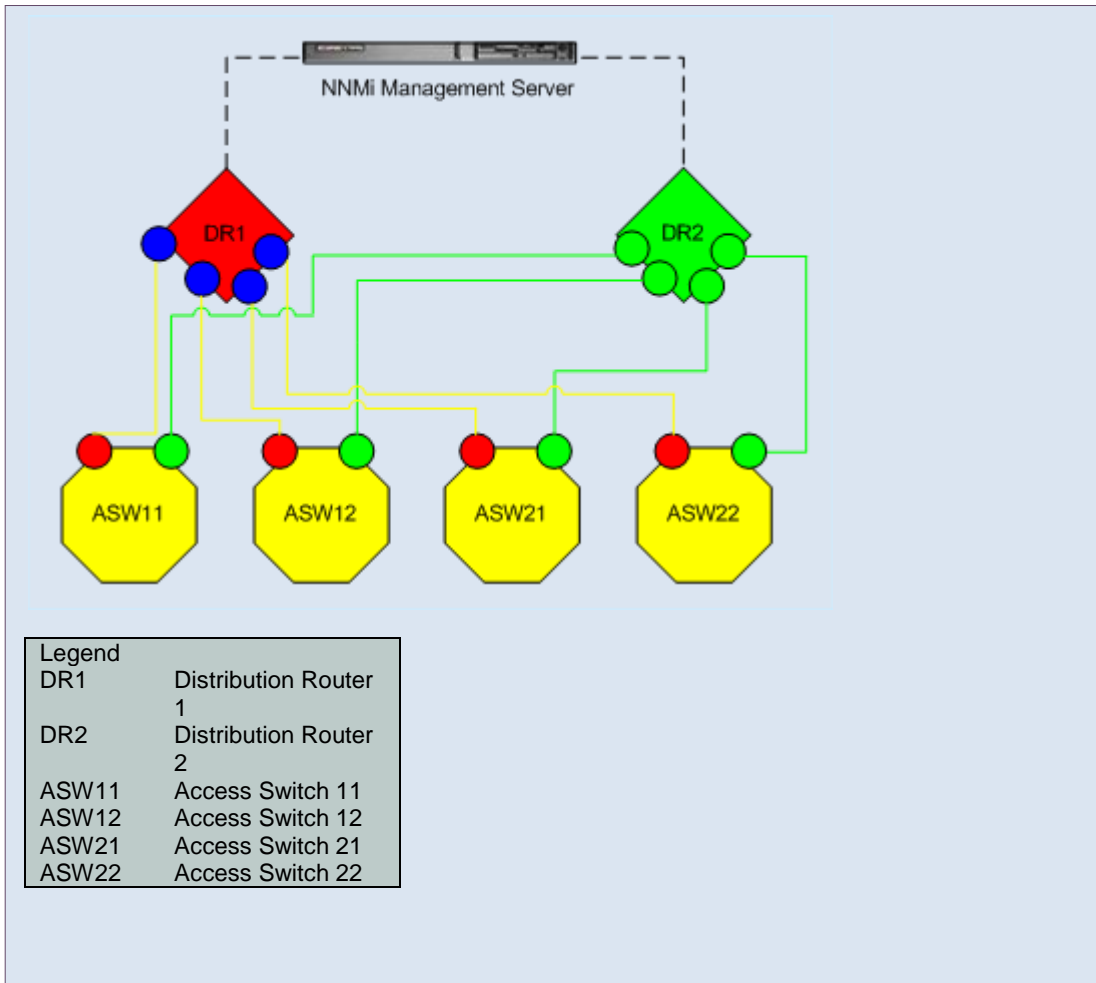 NNMi Management Server
DR1
DR2
ASW11
ASW12
ASW21
ASW22
Legend
DR1 Distribution Router
1
DR2 Distribution Router
2
ASW11 Access Switch 11
ASW12 Access Switch 12
ASW21 Access Switch 21
ASW22 Access Switch 22